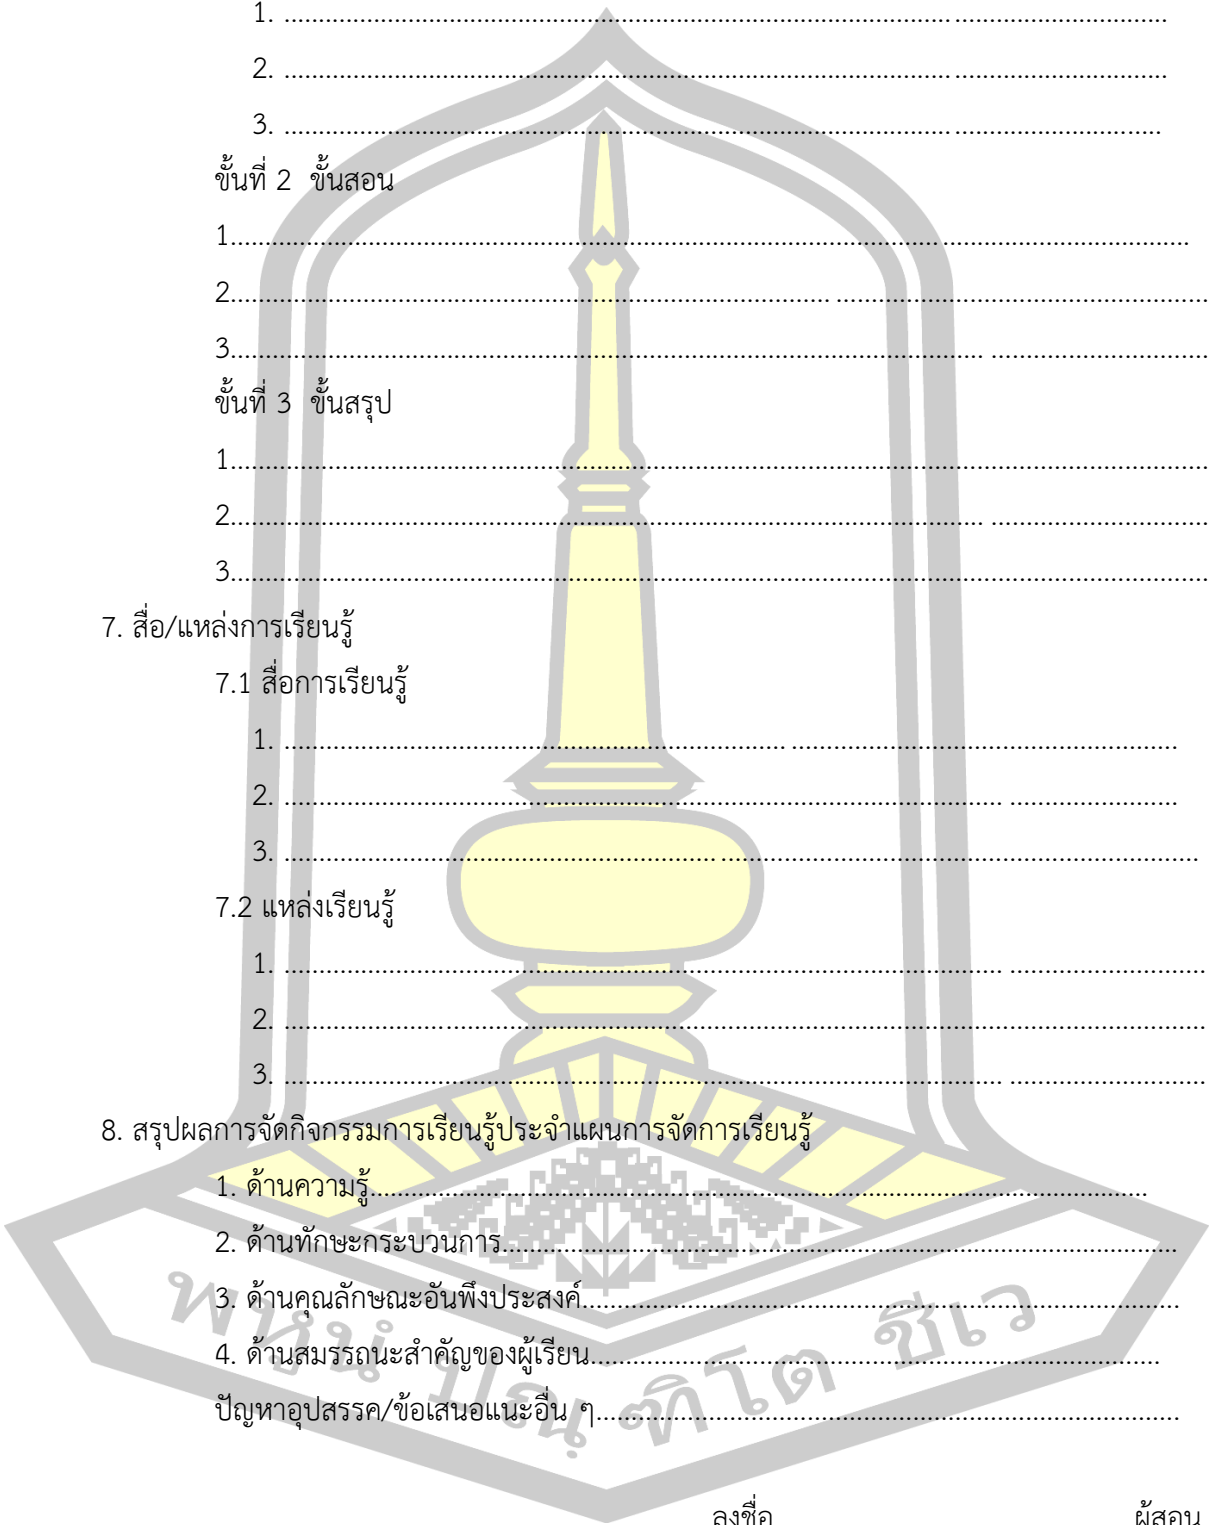 1. ........................................................................................................................
2. ........................................................................................................................
3. ........................................................................................................................
ขั้นที่ 2 ขั้นสอน
1........................................................................................................................
2........................................................................................................................
3........................................................................................................................
ขั้นที่ 3 ขั้นสรุป
1........................................................................................................................
2........................................................................................................................
3........................................................................................................................
7. สื่อ/แหล่งการเรียนรู้
7.1 สื่อการเรียนรู้
1. ........................................................................................................................
2. ........................................................................................................................
3. ........................................................................................................................
7.2 แหล่งเรียนรู้
1. ........................................................................................................................
2. ........................................................................................................................
3. ........................................................................................................................
8. สรุปผลการจัดกิจกรรมการเรียนรู้ประจำแผนการจัดการเรียนรู้
1. ด้านความรู้....................................................................................................
2. ด้านทักษะกระบวนการ....................................................................................
3. ด้านคุณลักษณะอันพึงประสงค์..........................................................................
4. ด้านสมรรถนะสำคัญของผู้เรียน........................................................................
ปัญหาอุปสรรค/ข้อเสนอแนะอื่น ๆ........................................................................
พหูนํ ปณฺฑิโต ชีเว
ลงชื่อ ผู้สอน